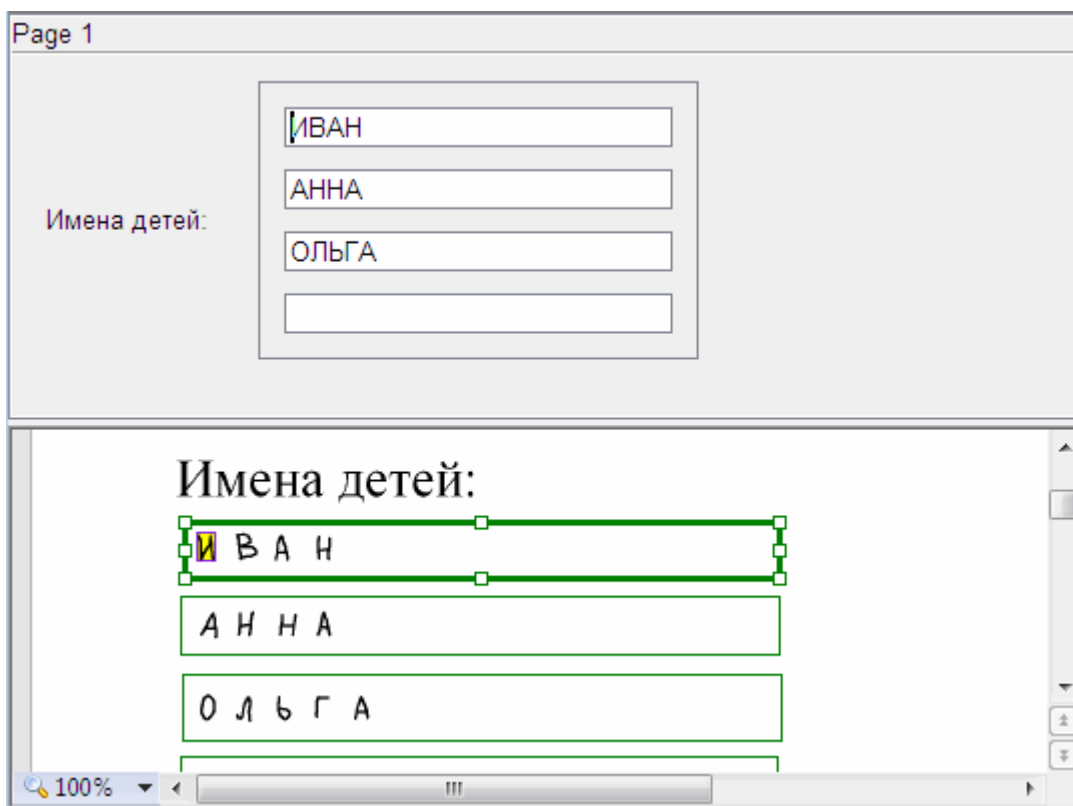 Page 1
ИВАН
АННА
Имена детей:
ОЛЬГА
Имена детей:
И В А Н
А Н Н А
О Л Ь Г А
100%